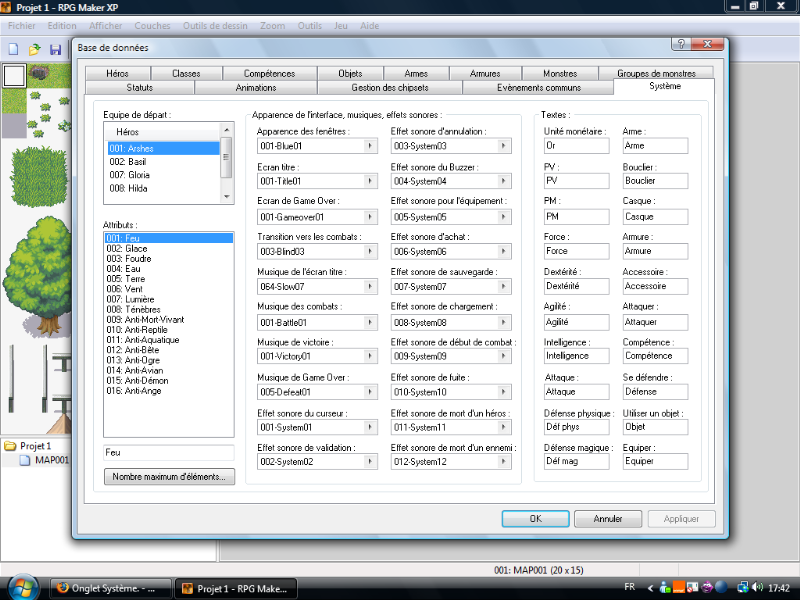 Projet 1 - RPG Maker XP
Fichier Edition Afficher Couches Outils de dessin Zoom Outils Jeu Aide
Base de données
Héros Classes Compétences Objets Armes Armures Monstres Groupes de monstres
Statuts Animations Gestion des chipsets Evènements communs Système
Equipe de départ :
Héros
001: Arshes
002: Basil
007: Gloria
008: Hilda
Attributs :
001: Feu
002: Glace
003: Foudre
004: Eau
005: Terre
006: Vent
007: Lumière
008: Ténèbres
009: Anti-Mort-Vivant
010: Anti-Reptile
011: Anti-Aquatique
012: Anti-Bête
013: Anti-Ogre
014: Anti-Avian
015: Anti-Démon
016: Anti-Ange
Feu
Nombre maximum d'éléments...
Apparence de l'interface, musiques, effets sonores :
Apparence des fenêtres : Effet sonore d'annulation :
001-Blue01 003-System03
Ecran titre : Effet sonore du Buzzer :
001-Title01 004-System04
Ecran de Game Over : Effet sonore pour l'équipement :
001-Gameover01 005-System05
Transition vers les combats : Effet sonore d'achat :
003-Blind03 006-System06
Musique de l'écran titre : Effet sonore de sauvegarde :
064-Slow07 007-System07
Musique des combats : Effet sonore de chargement :
001-Battle01 008-System08
Musique de victoire : Effet sonore de début de combat :
001-Victory01 009-System09
Musique de Game Over : Effet sonore de fuite :
005-Defeat01 010-System10
Effet sonore du curseur : Effet sonore de mort d'un héros :
001-System01 011-System11
Effet sonore de validation : Effet sonore de mort d'un ennemi :
002-System02 012-System12
Textes :
Unité monétaire : Arme :
Or Arme
PV : Bouclier :
PV Bouclier
PM : Casque :
PM Casque
Force : Armure :
Force Armure
Dextérité : Accessoire :
Dextérité Accessoire
Agilité : Attaquer :
Agilité Attaquer
Intelligence : Compétence :
Intelligence Compétence
Attaque : Se défendre :
Attaque Défense
Défense physique : Utiliser un objet :
Déf phys Objet
Défense magique : Equiper :
Déf mag Equiper
OK Annuler Appliquer
Projet 1
MAP001
001: MAP001 (20 x 15)
Onglet Système. - ... Projet 1 - RPG Make... FR 17:42